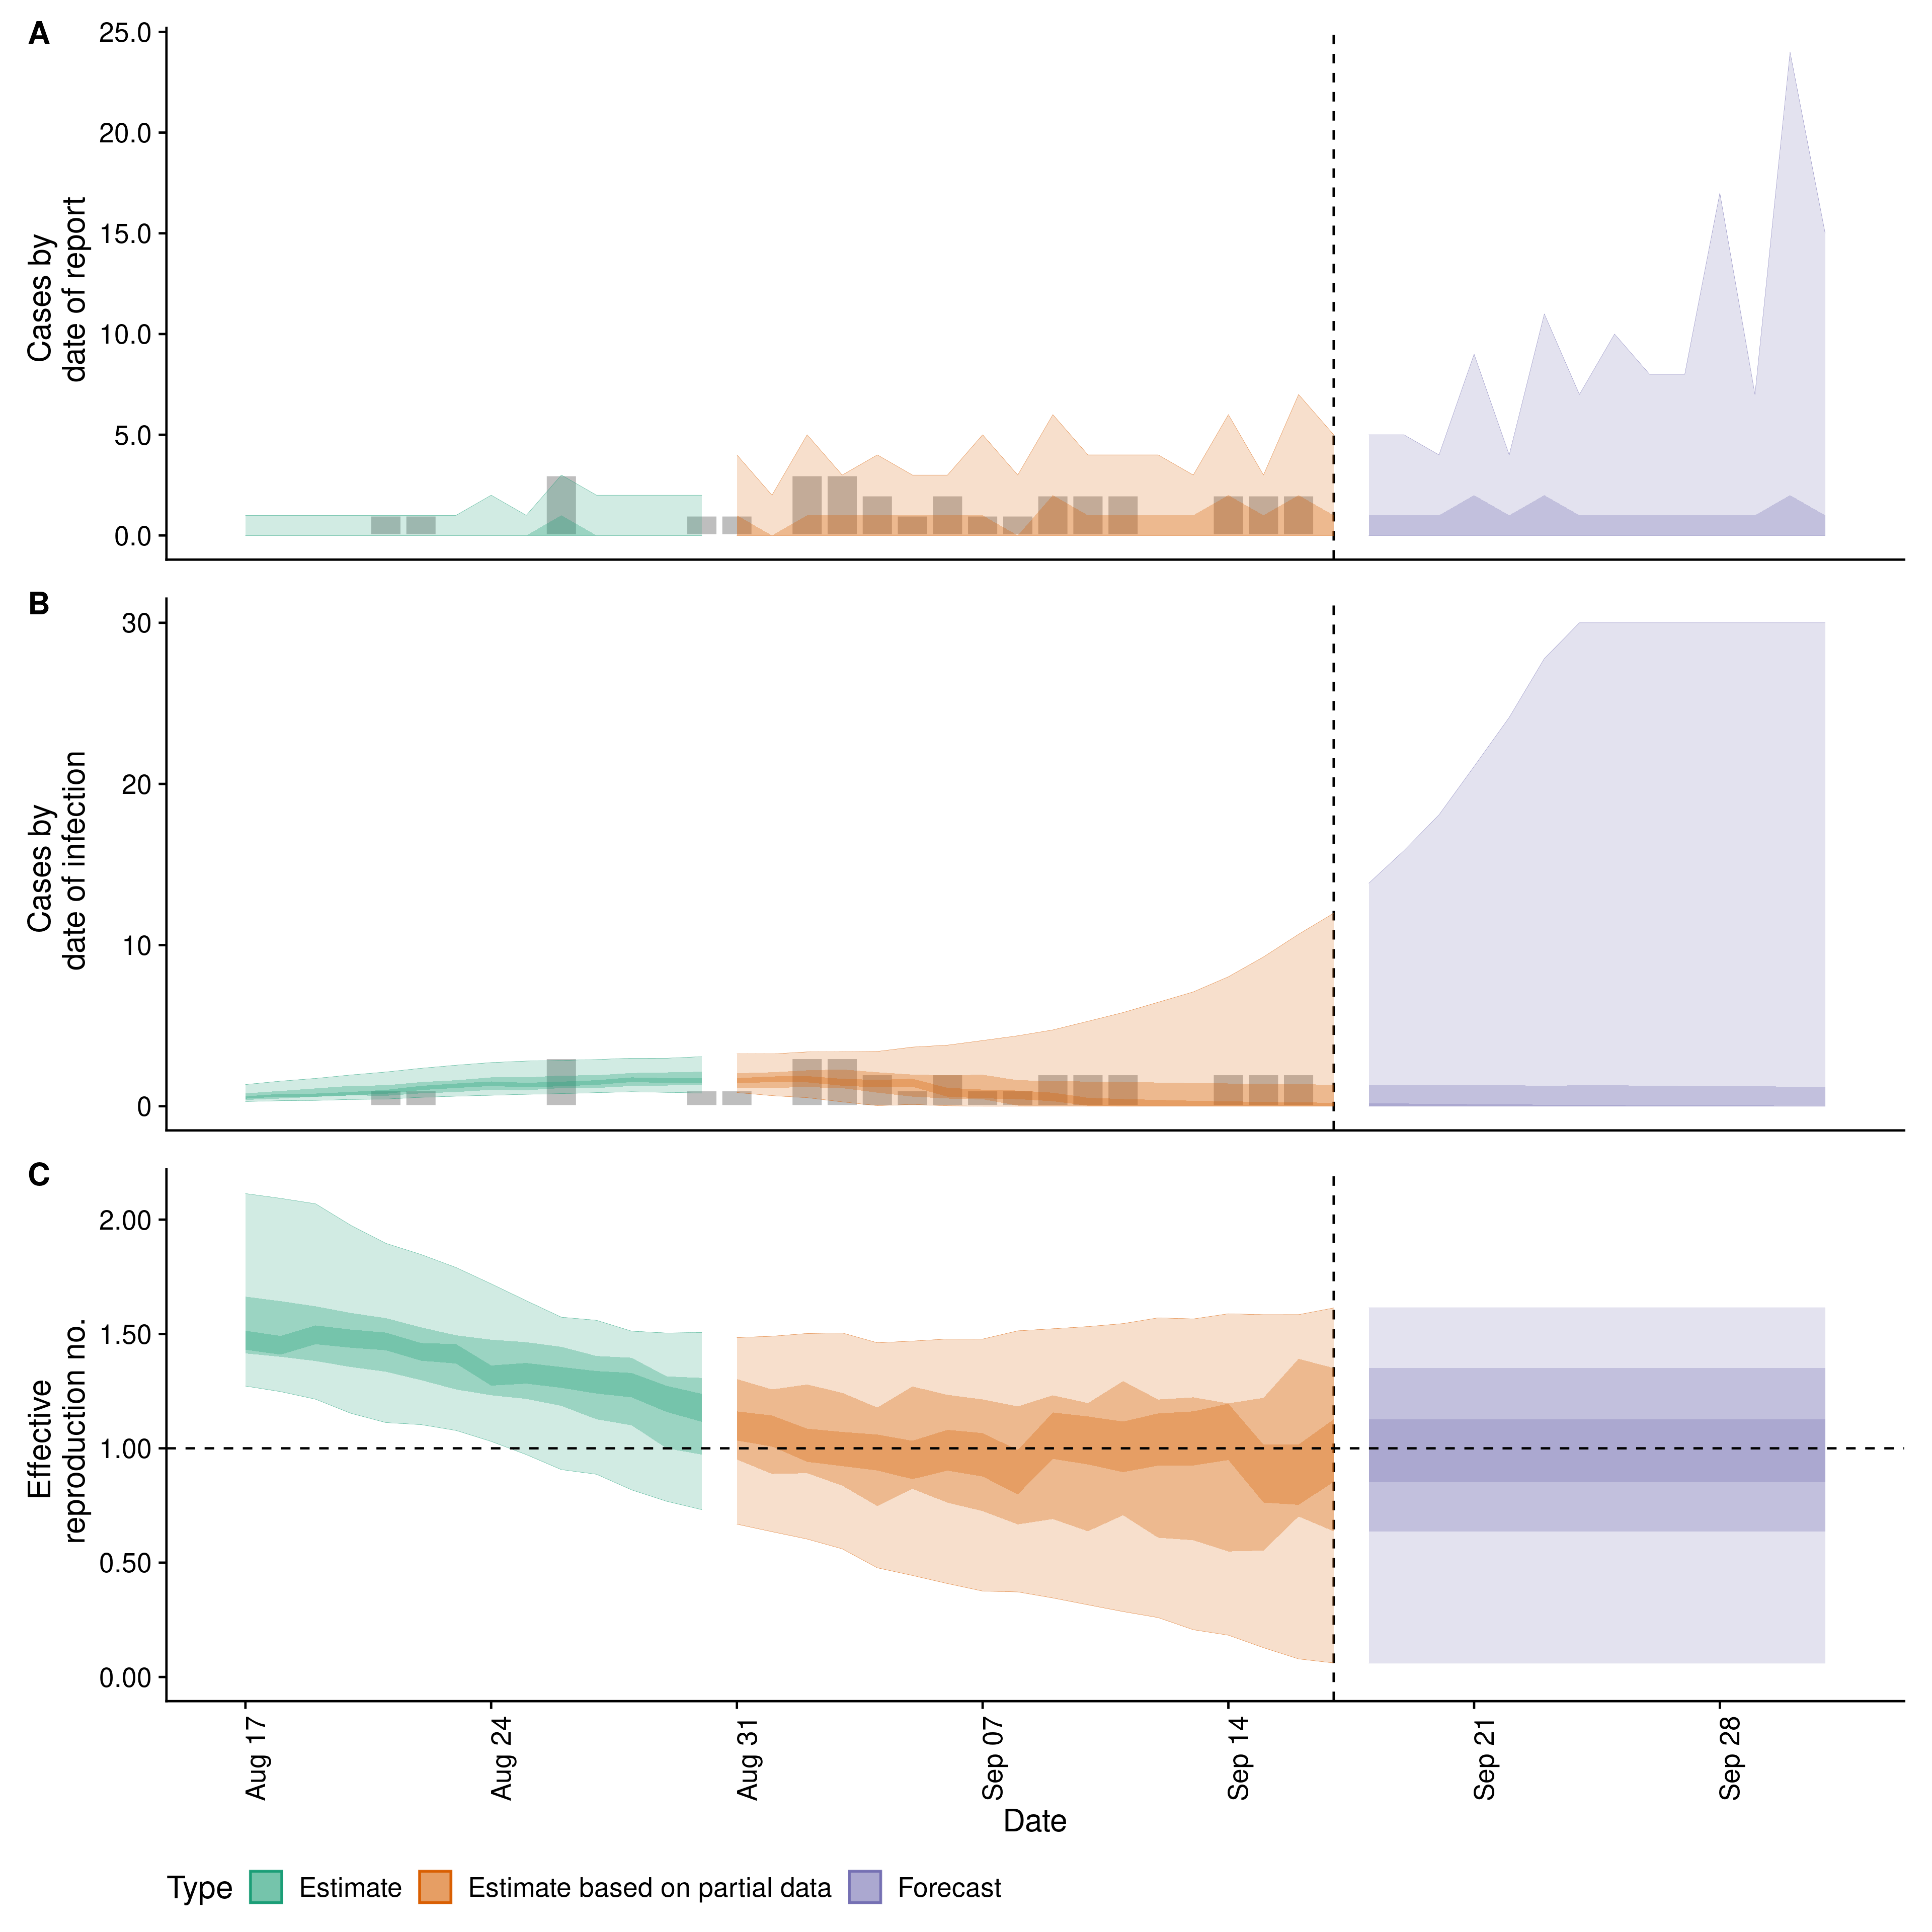 A
25.0
20.0
15.0
10.0
5.0
0.0
Cases by
date of report
B
30
20
10
0
Cases by
date of infection
C
2.00
1.50
1.00
0.50
0.00
Effective
reproduction no.
Aug 17
Aug 24
Aug 31
Sep 07
Sep 14
Sep 21
Sep 28
Date
Type Estimate Estimate based on partial data Forecast